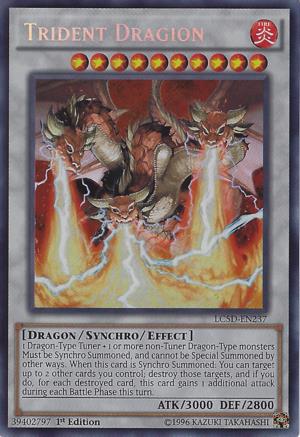 TRIDENT DRAGION
FIRE
炎
LC5D-EN237
[DRAGON/SYNCHRO/EFFECT]
1 Dragon-Type Tuner + 1 or more non-Tuner Dragon-Type monsters
Must be Synchro Summoned, and cannot be Special Summoned by
other ways. When this card is Synchro Summoned: You can target
up to 2 other cards you control; destroy those targets, and if you
do, for each destroyed card, this card gains 1 additional attack
during each Battle Phase this turn.
ATK/3000 DEF/2800
39402797 1st Edition ©1996 KAZUKI TAKAHASHI